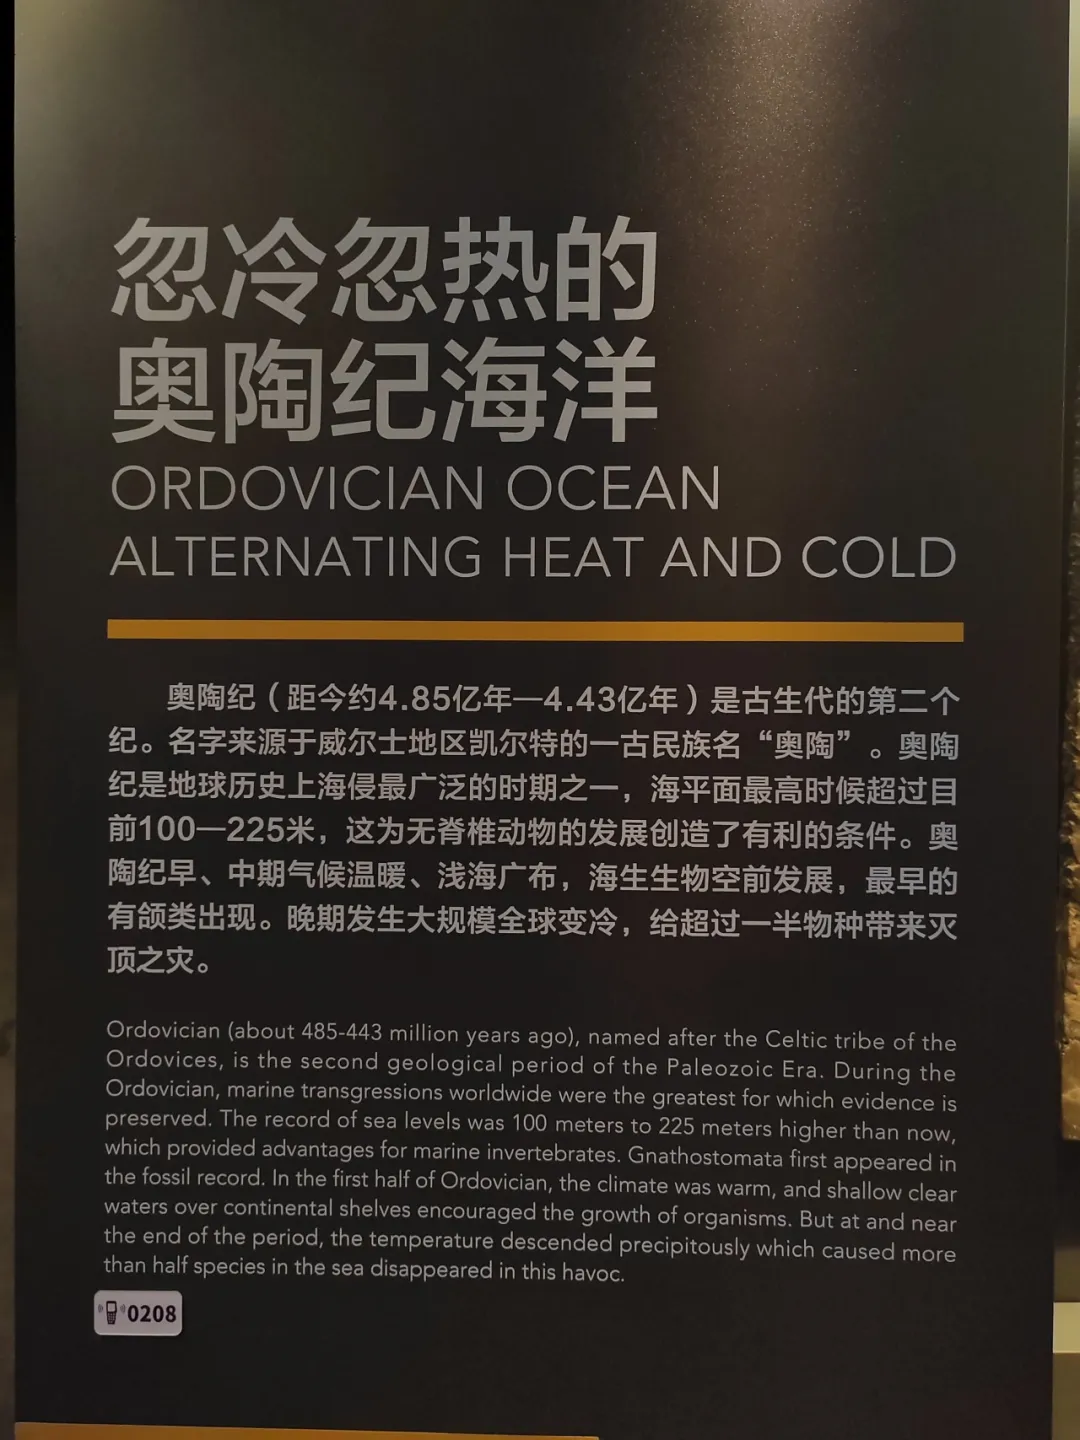 忽冷忽热的
奥陶纪海洋
ORDOVICIAN OCEAN
ALTERNATING HEAT AND COLD
奥陶纪（距今约4.85亿年—4.43亿年）是古生代的第二个
纪。名字来源于威尔士地区凯尔特的一古民族名“奥陶”。奥陶
纪是地球历史上海侵最广泛的时期之一，海平面最高时候超过目
前100—225米，这为无脊椎动物的发展创造了有利的条件。奥
陶纪早、中期气候温暖、浅海广布，海生生物空前发展，最早的
有颌类出现。晚期发生大规模全球变冷，给超过一半物种带来灭
顶之灾。
Ordovician (about 485-443 million years ago), named after the Celtic tribe of the
Ordovices, is the second geological period of the Paleozoic Era. During the
Ordovician, marine transgressions worldwide were the greatest for which evidence is
preserved. The record of sea levels was 100 meters to 225 meters higher than now,
which provided advantages for marine invertebrates. Gnathostomata first appeared in
the fossil record. In the first half of Ordovician, the climate was warm, and shallow clear
waters over continental shelves encouraged the growth of organisms. But at and near
the end of the period, the temperature descended precipitously which caused more
than half species in the sea disappeared in this havoc.
0208